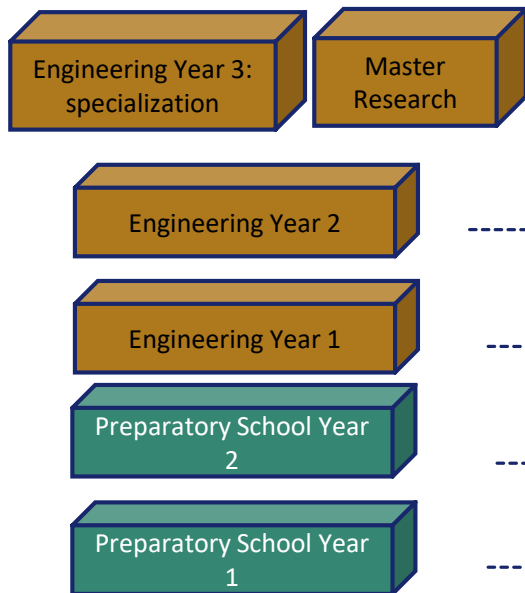 Engineering Year 3:
specialization
Master
Research
Engineering Year 2
Engineering Year 1
Preparatory School Year
2
Preparatory School Year
1